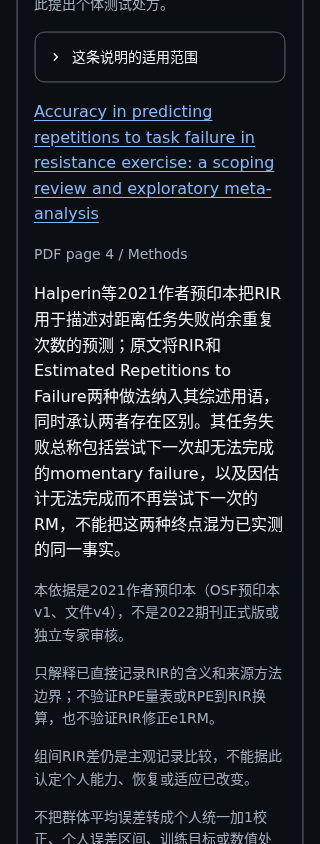 此提出个体测试处方。
这条说明的适用范围
Accuracy in predicting
repetitions to task failure in
resistance exercise: a scoping
review and exploratory meta-
analysis
PDF page 4 / Methods
Halperin等2021作者预印本把RIR
用于描述对距离任务失败尚余重复
次数的预测；原文将RIR和
Estimated Repetitions to
Failure两种做法纳入其综述用语，
同时承认两者存在区别。其任务失
败总称包括尝试下一次却无法完成
的momentary failure，以及因估
计无法完成而不再尝试下一次的
RM，不能把这两种终点混为已实测
的同一事实。
本依据是2021作者预印本（OSF预印本
v1、文件v4），不是2022期刊正式版或
独立专家审核。
只解释已直接记录RIR的含义和来源方法
边界；不验证RPE量表或RPE到RIR换
算，也不验证RIR修正e1RM。
组间RIR差仍是主观记录比较，不能据此
认定个人能力、恢复或适应已改变。
不把群体平均误差转成个人统一加1校
正、个人误差区间、训练目标或数值处